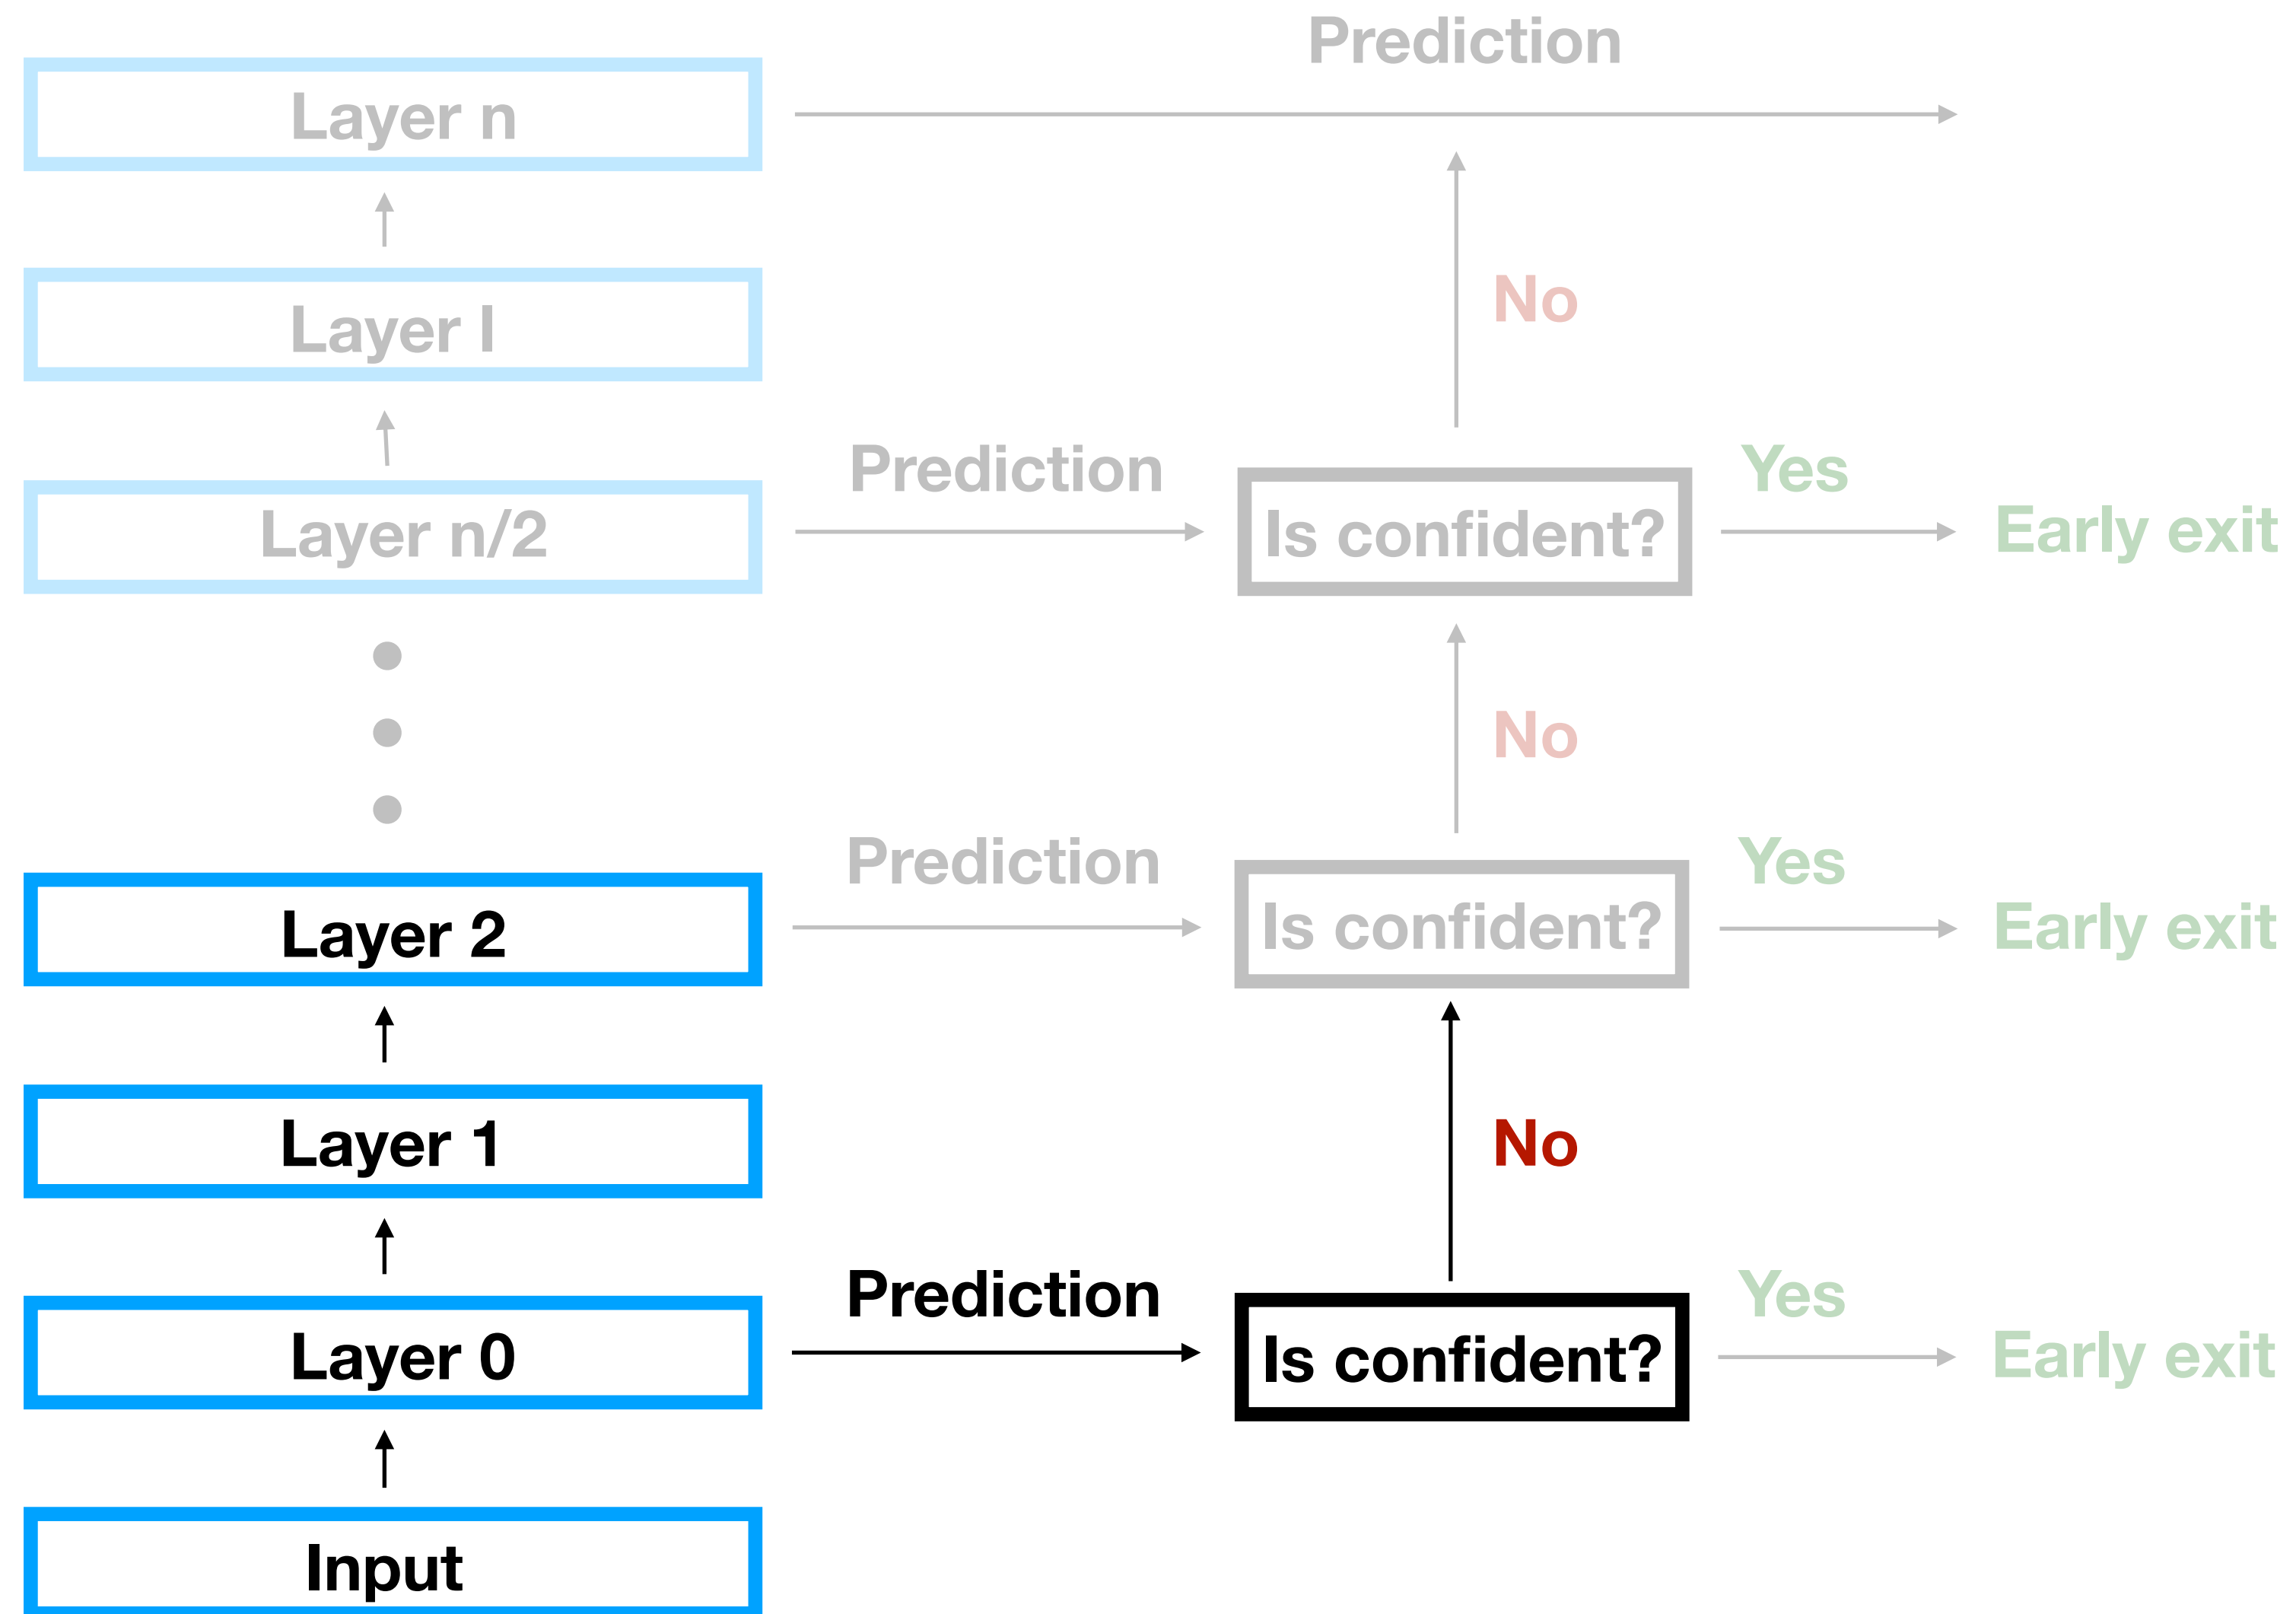 Prediction
Layer n
No
Layer l
Prediction
Yes
Layer n/2
Is confident?
Early exit
No
Prediction
Yes
Layer 2
Is confident?
Early exit
No
Layer 1
Prediction
Yes
Layer 0
Is confident?
Early exit
Input